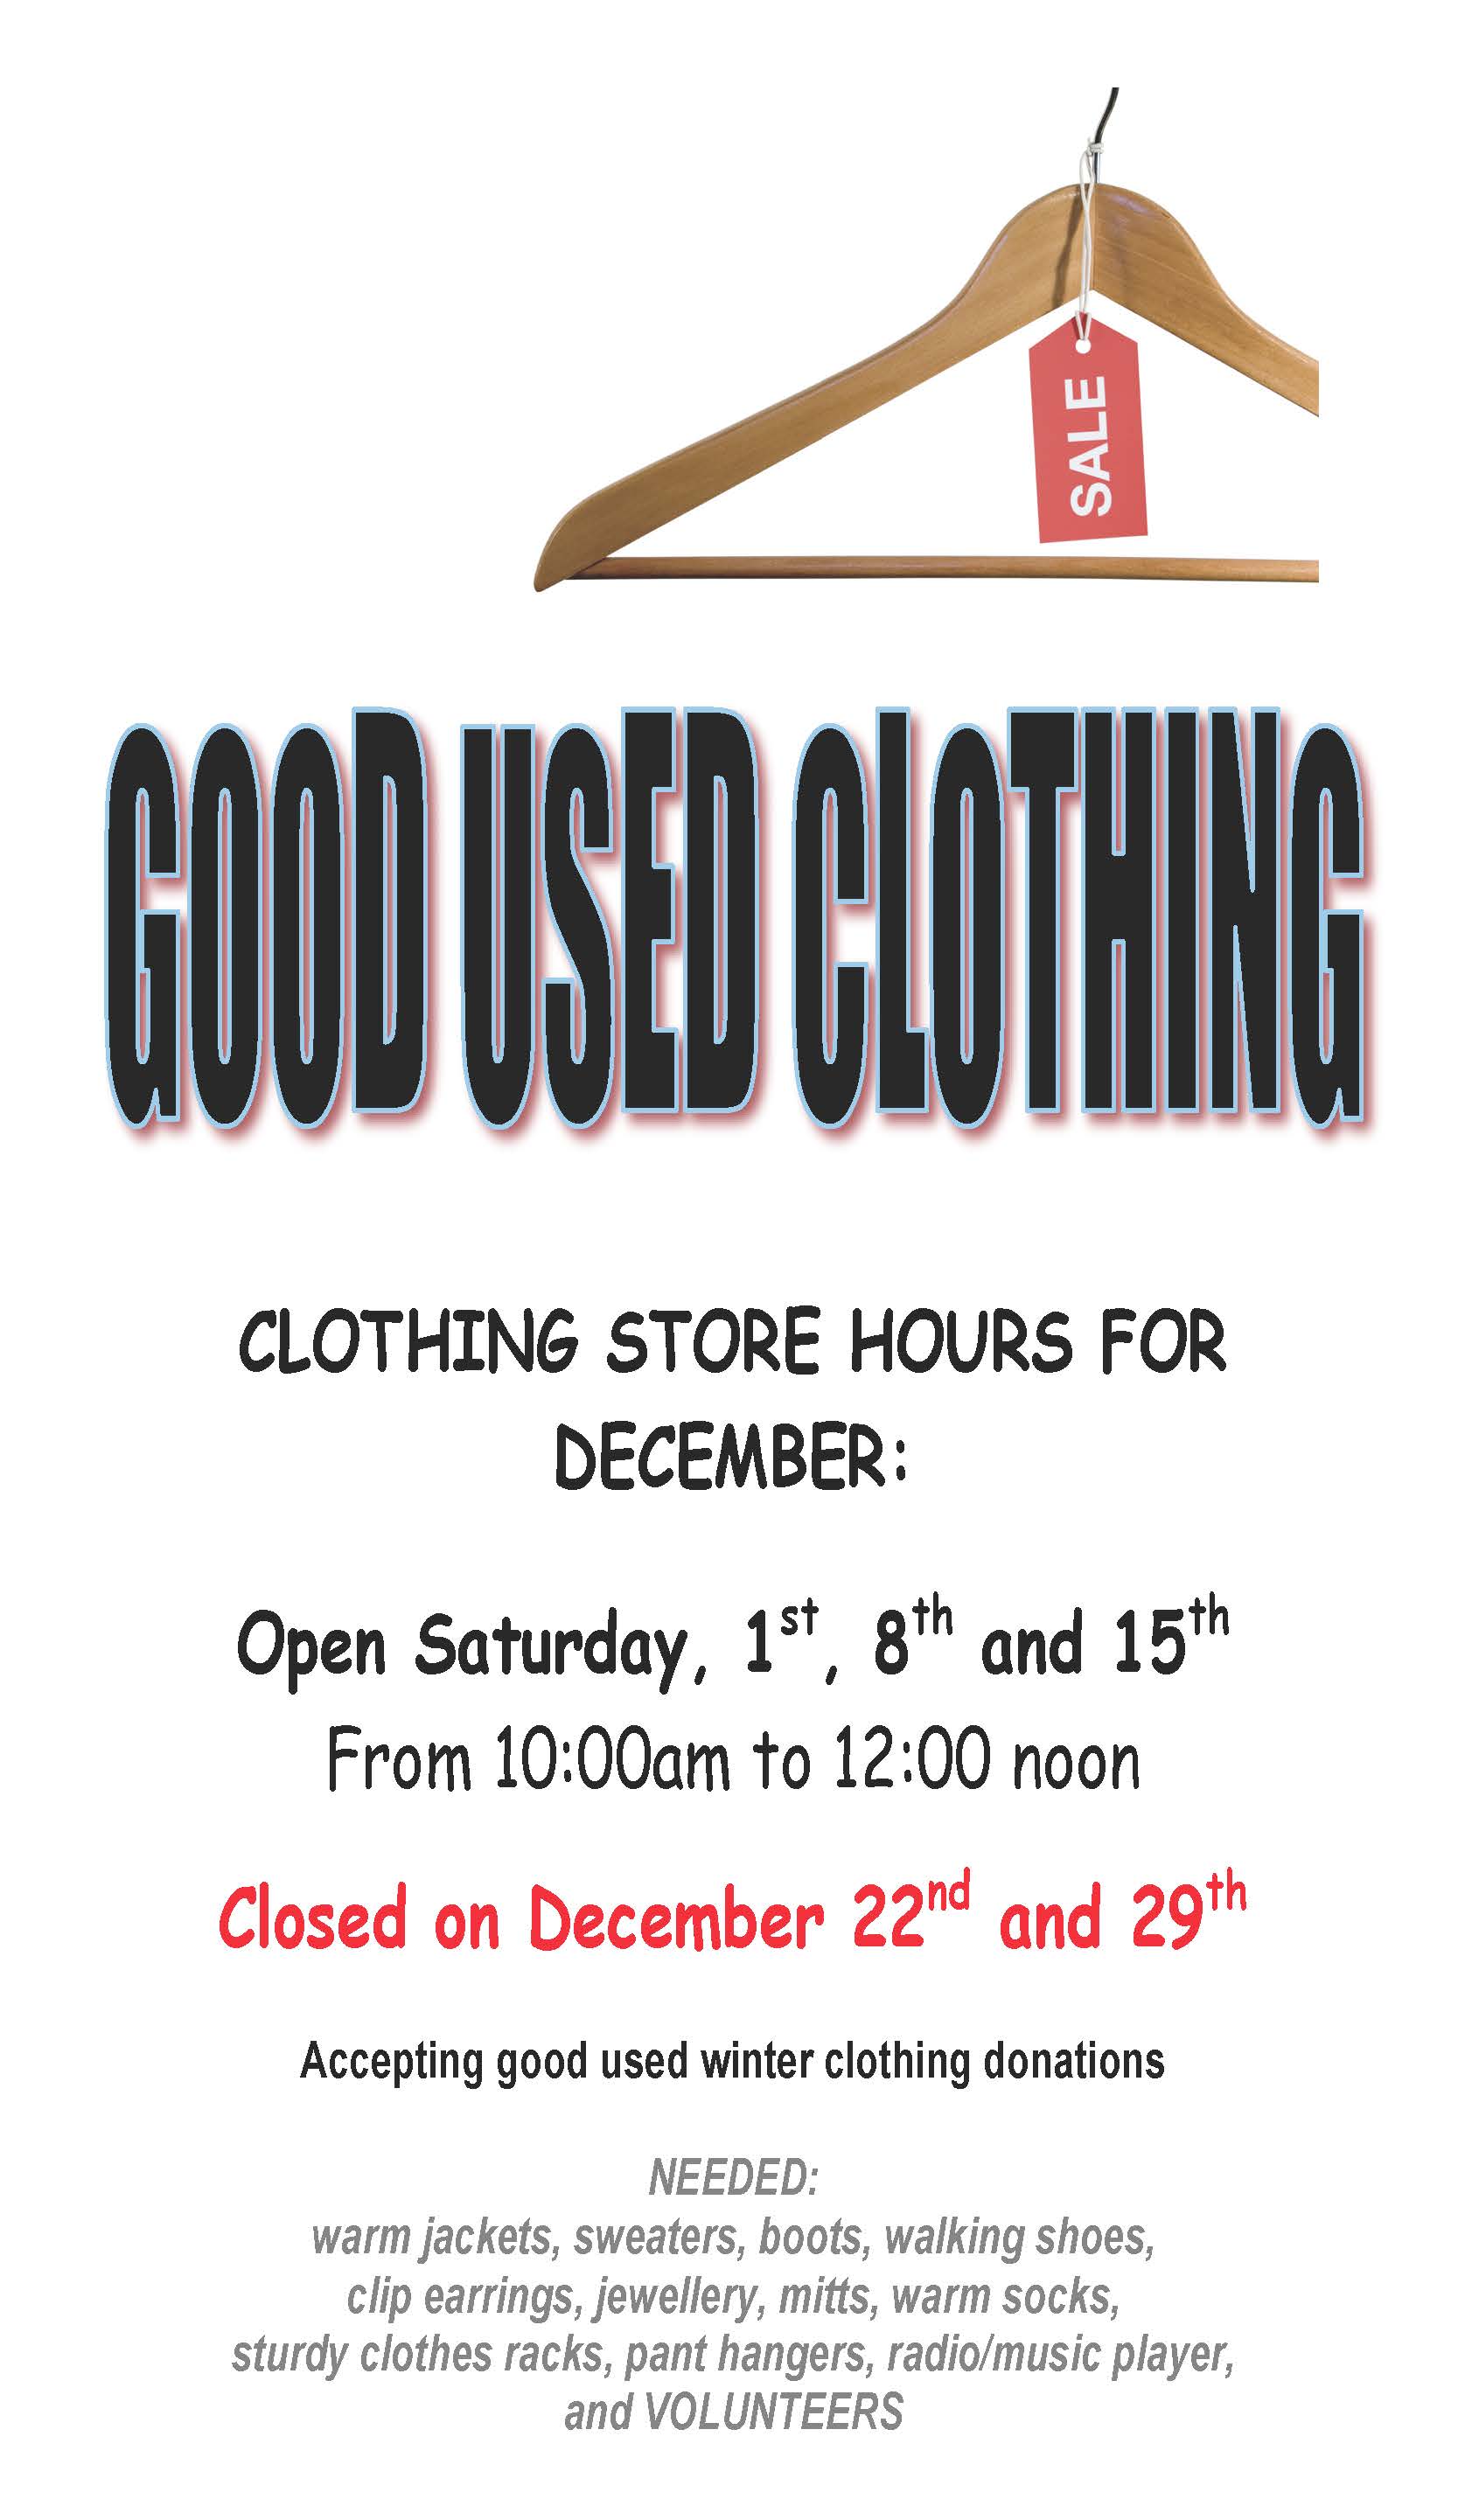 SALE
GOOD USED CLOTHING
CLOTHING STORE HOURS FOR
DECEMBER:
Open Saturday, 1st, 8th and 15th
From 10:00am to 12:00 noon
Closed on December 22nd and 29th
Accepting good used winter clothing donations
NEEDED:
warm jackets, sweaters, boots, walking shoes,
clip earrings, jewellery, mitts, warm socks,
sturdy clothes racks, pant hangers, radio/music player,
and VOLUNTEERS